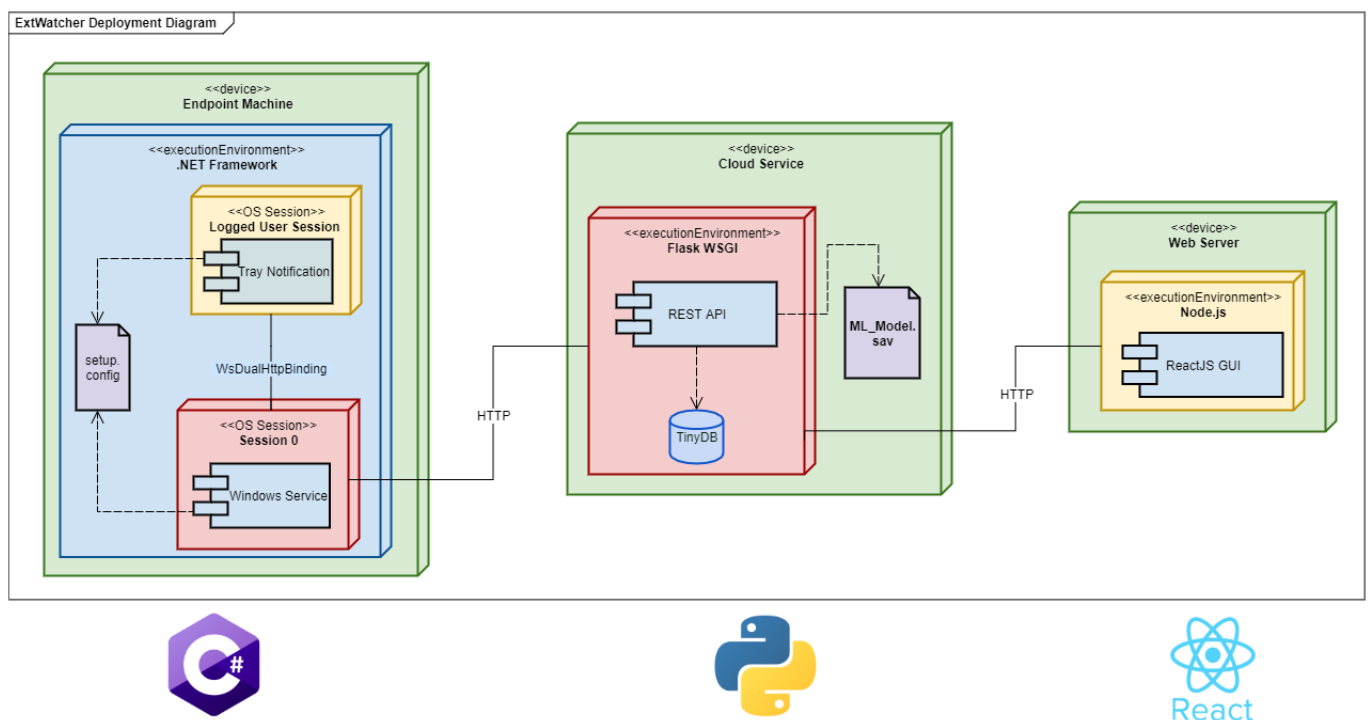 ExtWatcher Deployment Diagram
<<device>>
Endpoint Machine
<<executionEnvironment>>
.NET Framework
<<OS Session>>
Logged User Session
Tray Notification
setup.
config
WsDualHttpBinding
<<OS Session>>
Session 0
Windows Service
HTTP
<<device>>
Cloud Service
<<executionEnvironment>>
Flask WSGI
REST API
TinyDB
ML_Model.
sav
HTTP
<<device>>
Web Server
<<executionEnvironment>>
Node.js
ReactJS GUI
C#
React